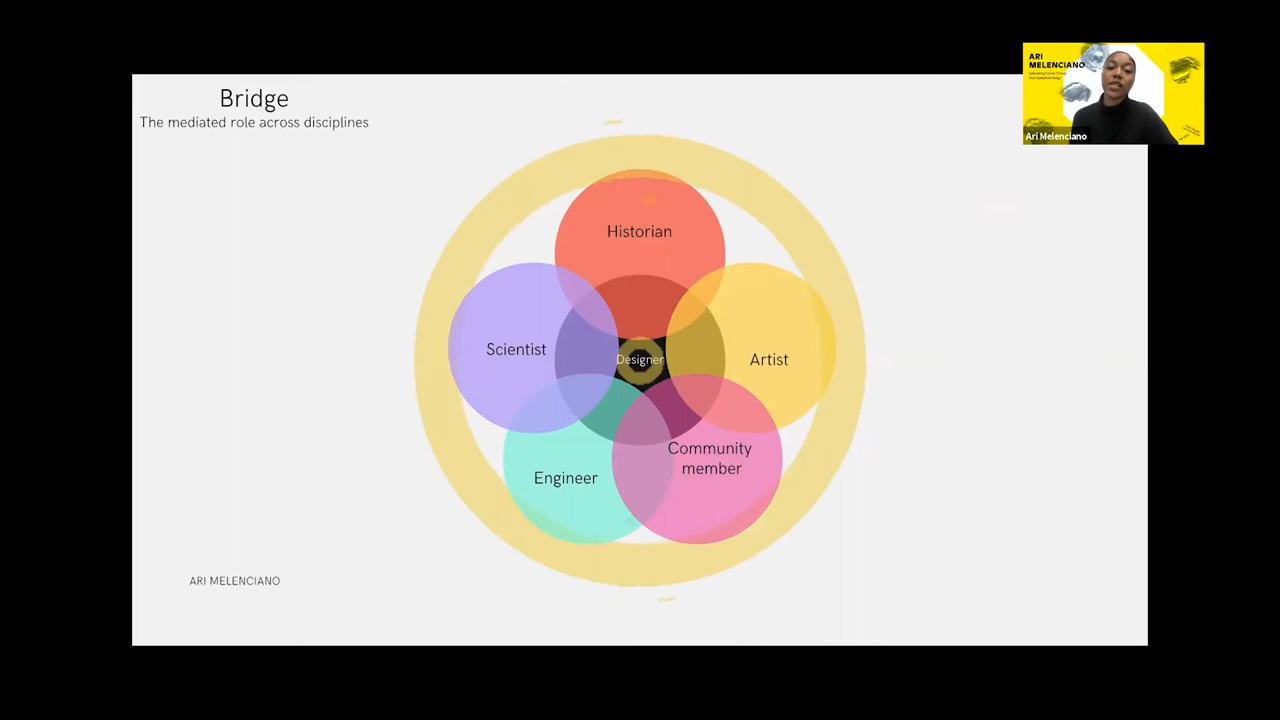 Bridge
The mediated role across disciplines
Historian
Scientist
Designer
Artist
Community
member
Engineer
ARI MELENCIANO
ARI
MELENCIANO
Ari Melenciano